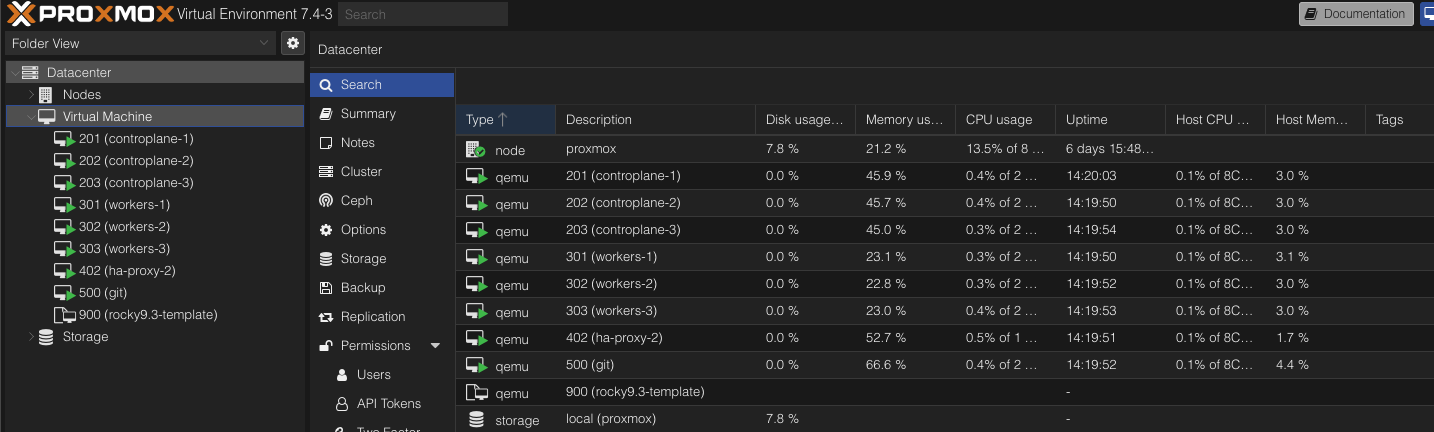 PROXMOX Virtual Environment 7.4-3 Search Documentation
Folder View
Datacenter
Nodes
Virtual Machine
201 (controplane-1)
202 (controplane-2)
203 (controplane-3)
301 (workers-1)
302 (workers-2)
303 (workers-3)
402 (ha-proxy-2)
500 (git)
900 (rocky9.3-template)
Storage
Datacenter
Search
Summary
Notes
Cluster
Ceph
Options
Storage
Backup
Replication
Permissions
Users
API Tokens
Two Factor
Type Description Disk usage... Memory us... CPU usage Uptime Host CPU ... Host Mem... Tags
node proxmox 7.8 % 21.2 % 13.5% of 8 ... 6 days 15:48...
qemu 201 (controplane-1) 0.0 % 45.9 % 0.4% of 2 ... 14:20:03 0.1% of 8C... 3.0 %
qemu 202 (controplane-2) 0.0 % 45.7 % 0.4% of 2 ... 14:19:50 0.1% of 8C... 3.0 %
qemu 203 (controplane-3) 0.0 % 45.0 % 0.3% of 2 ... 14:19:54 0.1% of 8C... 3.0 %
qemu 301 (workers-1) 0.0 % 23.1 % 0.3% of 2 ... 14:19:50 0.1% of 8C... 3.1 %
qemu 302 (workers-2) 0.0 % 22.8 % 0.3% of 2 ... 14:19:52 0.1% of 8C... 3.0 %
qemu 303 (workers-3) 0.0 % 23.0 % 0.4% of 2 ... 14:19:53 0.1% of 8C... 3.0 %
qemu 402 (ha-proxy-2) 0.0 % 52.7 % 0.5% of 1 ... 14:19:51 0.1% of 8C... 1.7 %
qemu 500 (git) 0.0 % 66.6 % 0.4% of 2 ... 14:19:52 0.1% of 8C... 4.4 %
qemu 900 (rocky9.3-template) -
storage local (proxmox) 7.8 % -